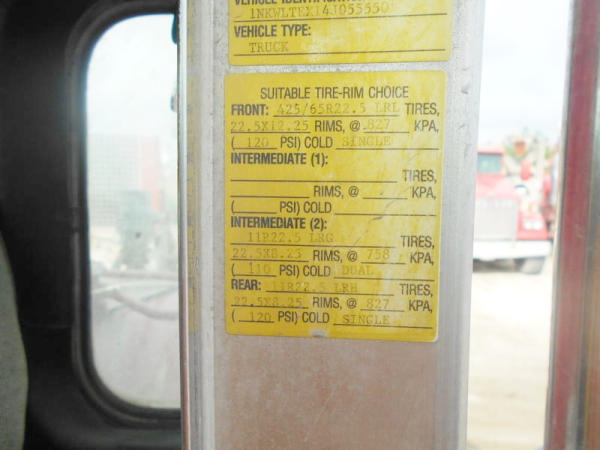 VEHICLE IDENTIFICATION
1NKWLTEX14J055550
VEHICLE TYPE:
TRUCK
SUITABLE TIRE-RIM CHOICE
FRONT: 425/65R22.5 LRL TIRES,
22.5X12.25 RIMS, @ 827 KPA,
( 120 PSI) COLD SINGLE
INTERMEDIATE (1):
TIRES,
RIMS, @ KPA,
( PSI) COLD
INTERMEDIATE (2):
11R22.5 LRG TIRES,
22.5X8.25 RIMS, @ 758 KPA,
( 110 PSI) COLD DUAL
REAR: 11R22.5 LRH TIRES,
22.5X8.25 RIMS, @ 827 KPA,
( 120 PSI) COLD SINGLE